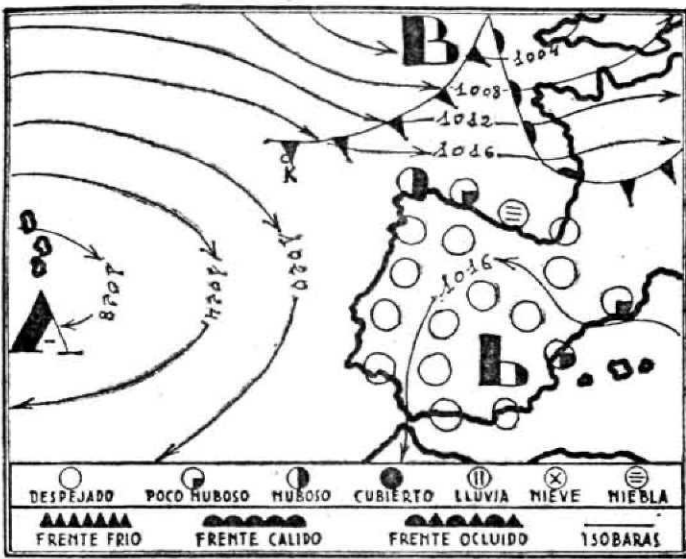 B
1004
1008
1012
1016
K
1020
1024
1028
A
1016
b
DESPEJADO POCO NUBOSO NUBOSO CUBIERTO LLUVIA NIEVE NIEBLA
FRENTE FRIO FRENTE CALIDO FRENTE OCLUIDO ISOBARAS